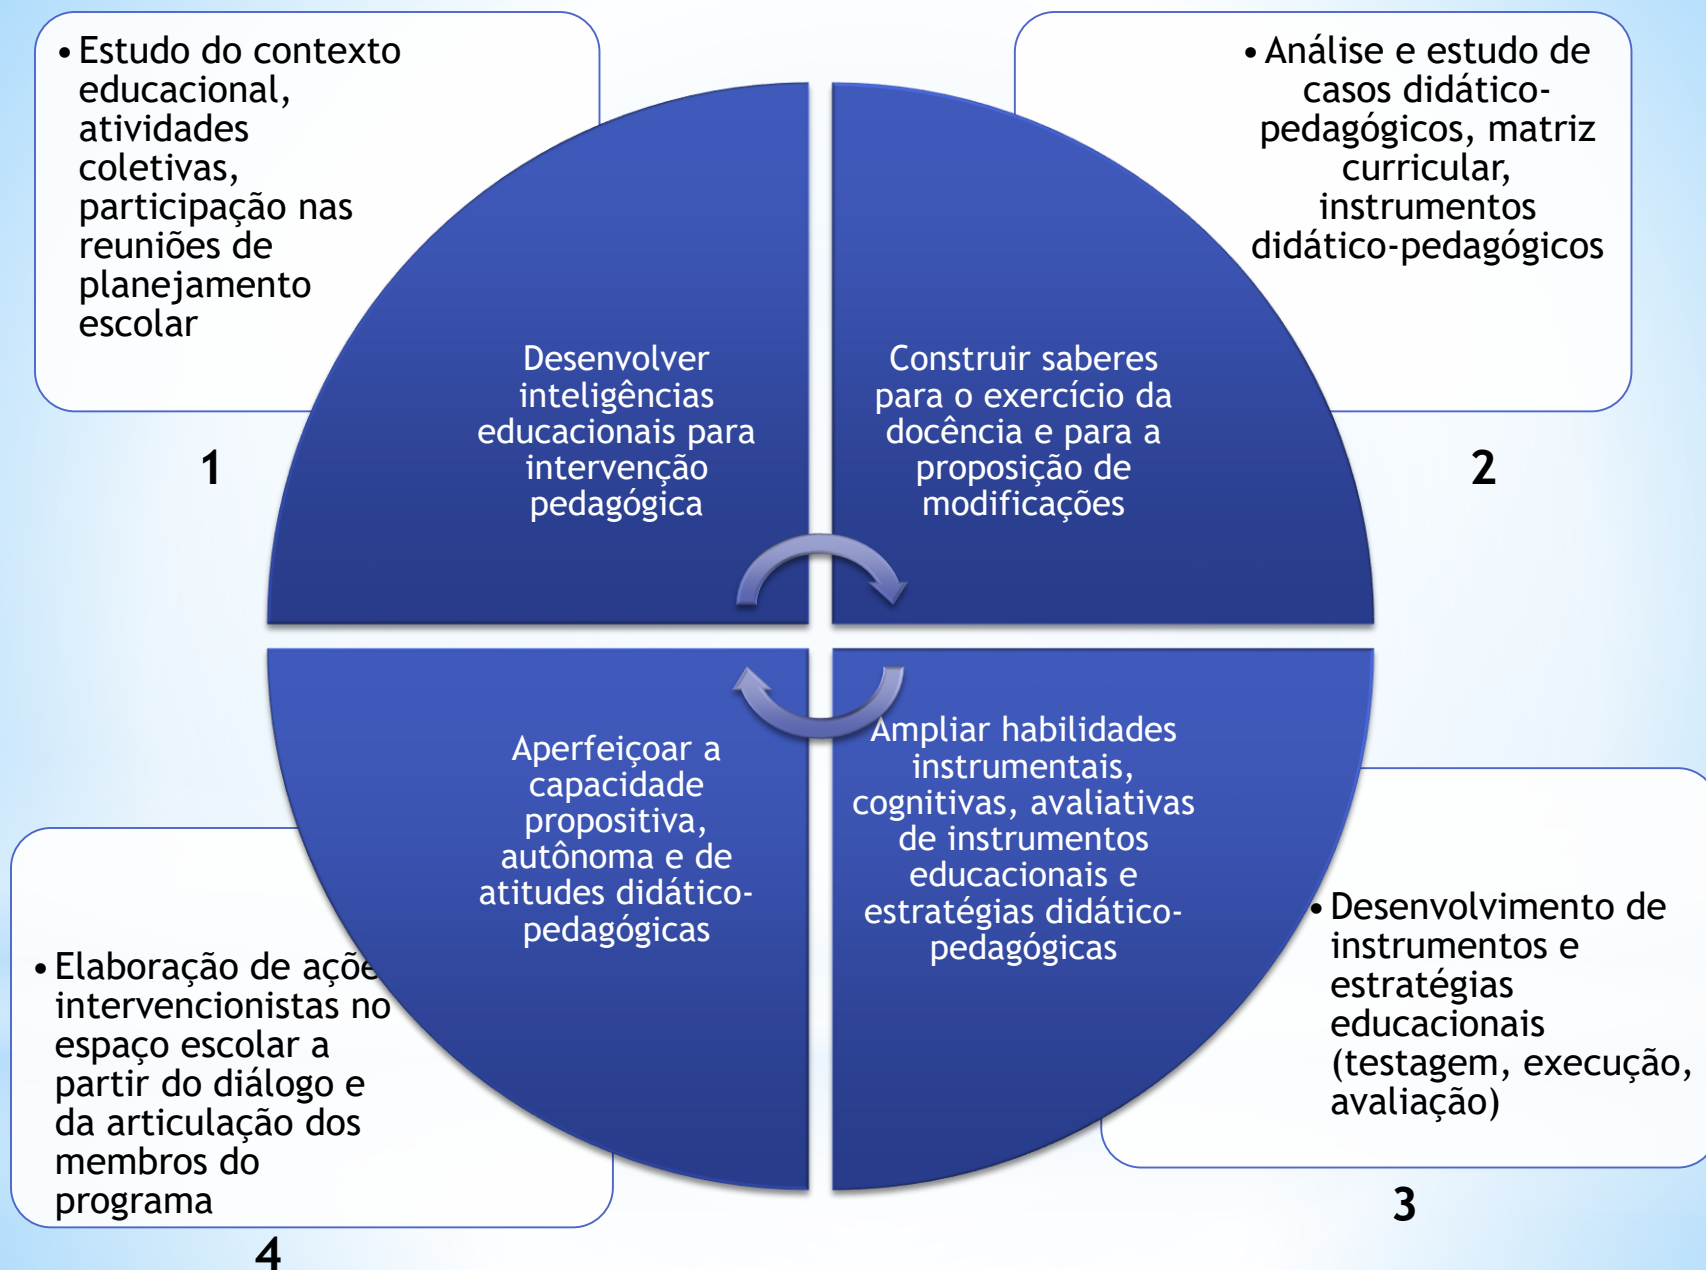 • Estudo do contexto
educacional,
atividades
coletivas,
participação nas
reuniões de
planejamento
escolar
1
Desenvolver
inteligências
educacionais para
intervenção
pedagógica
• Análise e estudo de
casos didático-
pedagógicos, matriz
curricular,
instrumentos
didático-pedagógicos
2
Construir saberes
para o exercício da
docência e para a
proposição de
modificações
Ampliar habilidades
instrumentais,
cognitivas, avaliativas
de instrumentos
educacionais e
estratégias didático-
pedagógicas
• Desenvolvimento de
instrumentos e
estratégias
educacionais
(testagem, execução,
avaliação)
3
Aperfeiçoar a
capacidade
propositiva,
autônoma e de
atitudes didático-
pedagógicas
• Elaboração de açõe
intervencionistas no
espaço escolar a
partir do diálogo e
da articulação dos
membros do
programa
4